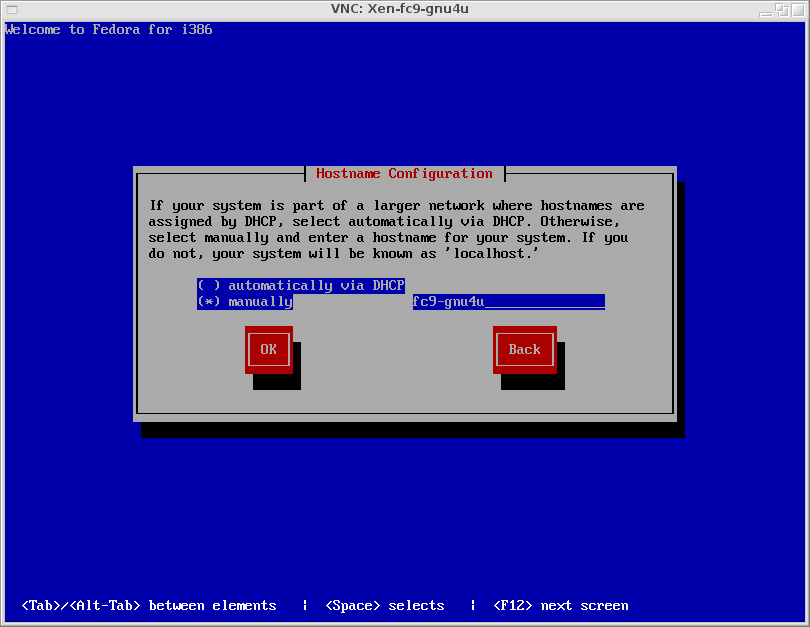 VNC: Xen-fc9-gnu4u
Welcome to Fedora for i386
Hostname Configuration
If your system is part of a larger network where hostnames are
assigned by DHCP, select automatically via DHCP. Otherwise,
select manually and enter a hostname for your system. If you
do not, your system will be known as 'localhost.'
( ) automatically via DHCP
(*) manually fc9-gnu4u_______________
OK Back
<Tab>/<Alt-Tab> between elements | <Space> selects | <F12> next screen